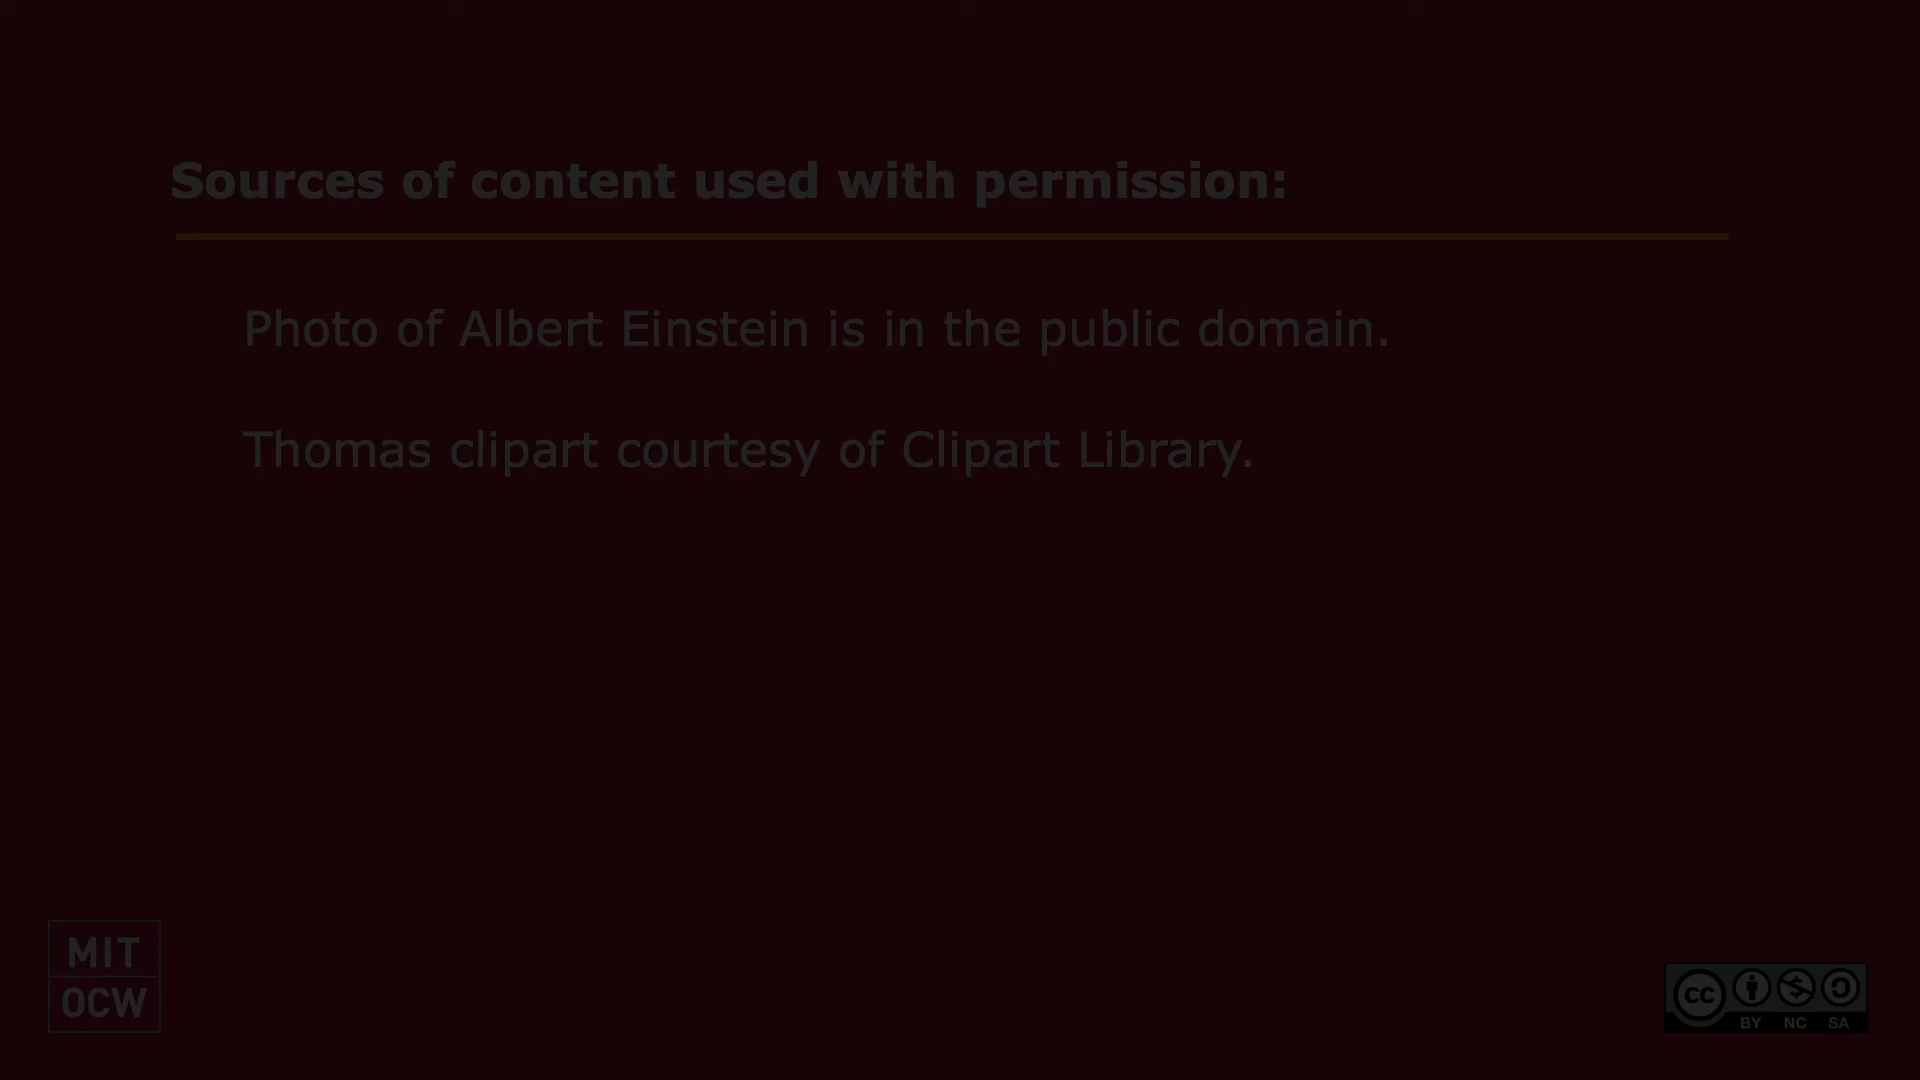 Sources of content used with permission:
Photo of Albert Einstein is in the public domain.
Thomas clipart courtesy of Clipart Library.
MIT
OCW
cc
BY NC SA